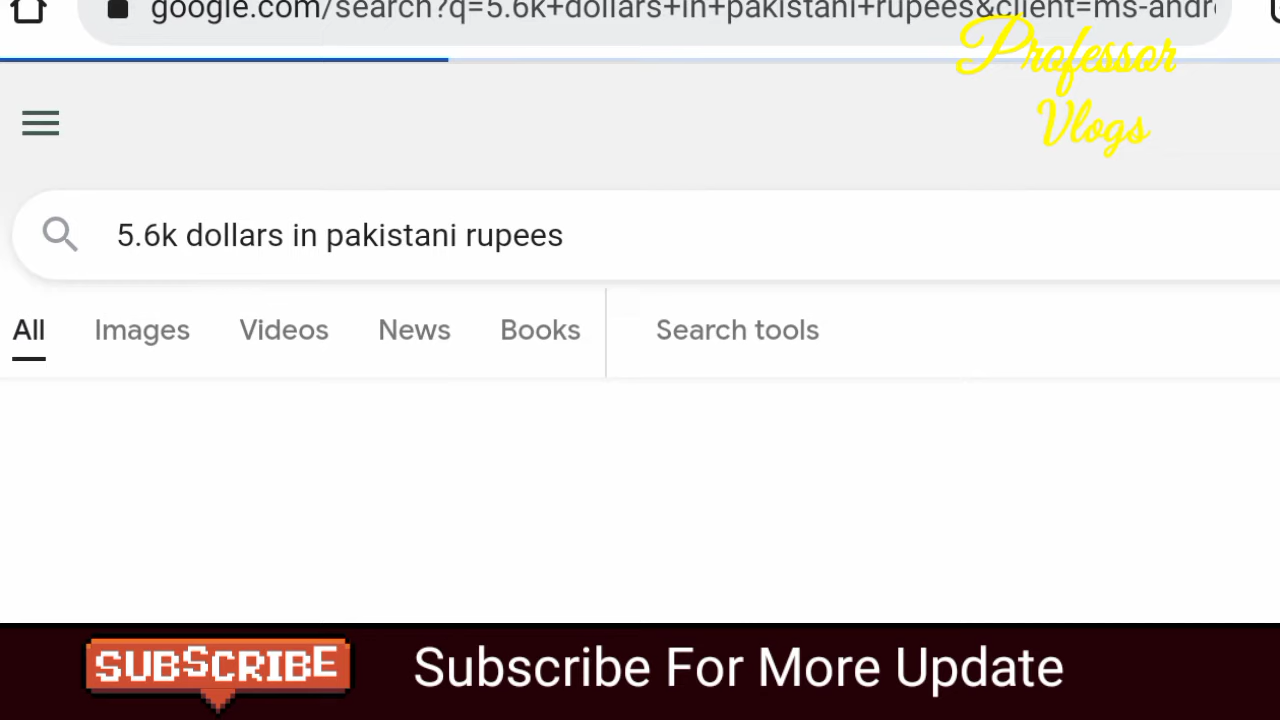 google.com/search?q=5.6k+dollars+in+pakistani+rupees&client=ms-andr
Professor
Vlogs
5.6k dollars in pakistani rupees
All Images Videos News Books Search tools
SUBSCRIBE Subscribe For More Update